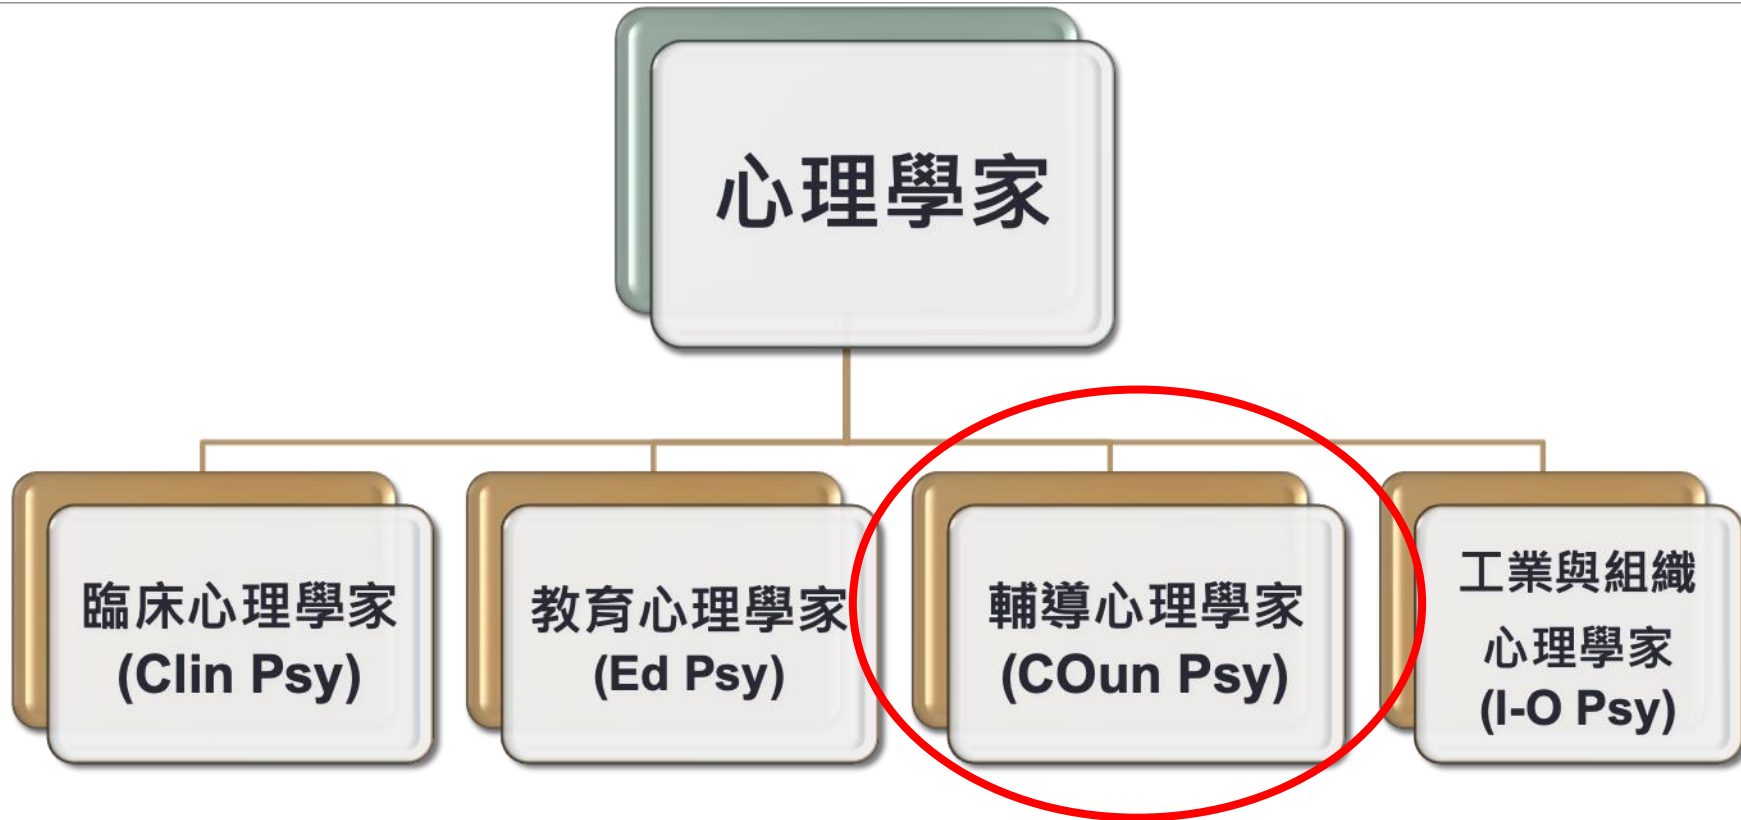 心理學家
臨床心理學家
(Clin Psy)
教育心理學家
(Ed Psy)
輔導心理學家
(COun Psy)
工業與組織
心理學家
(I-O Psy)